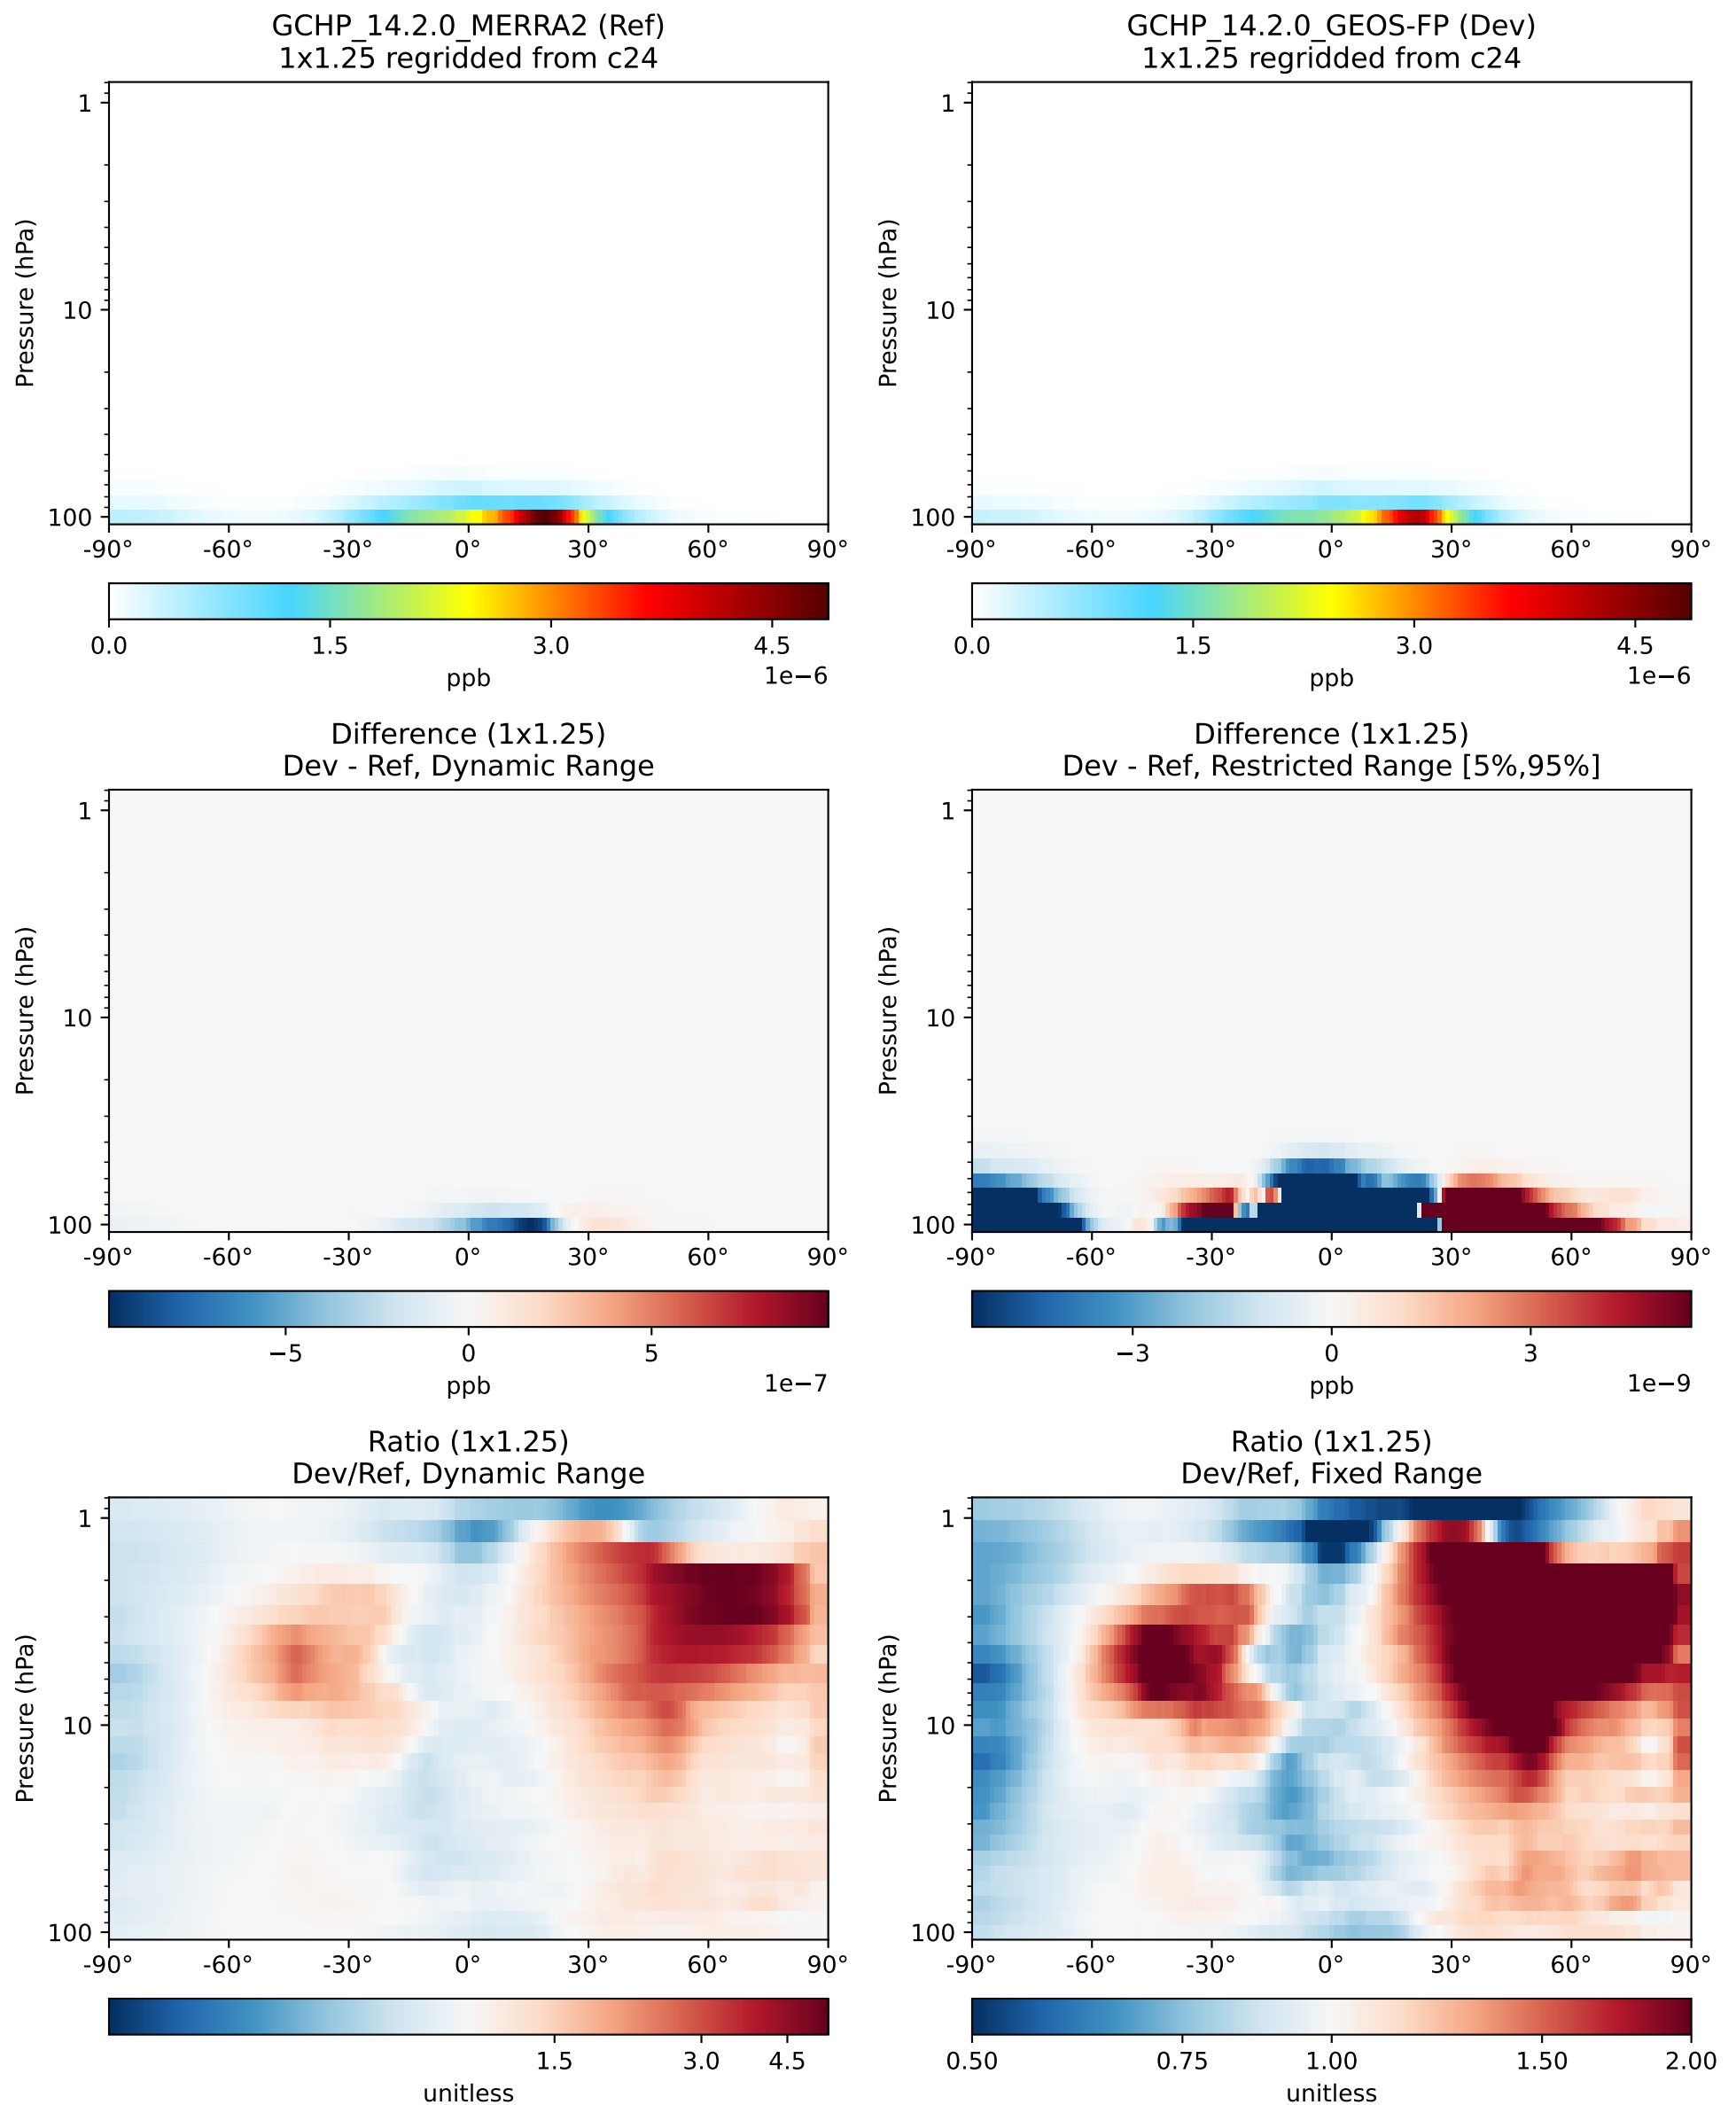 GCHP_14.2.0_MERRA2 (Ref)
1x1.25 regridded from c24
Pressure (hPa)
1
10
100
-90° -60° -30° 0° 30° 60° 90°
0.0 1.5 3.0 4.5
1e−6
ppb
GCHP_14.2.0_GEOS-FP (Dev)
1x1.25 regridded from c24
Pressure (hPa)
1
10
100
-90° -60° -30° 0° 30° 60° 90°
0.0 1.5 3.0 4.5
1e−6
ppb
Difference (1x1.25)
Dev - Ref, Dynamic Range
Pressure (hPa)
1
10
100
-90° -60° -30° 0° 30° 60° 90°
−5 0 5
1e−7
ppb
Difference (1x1.25)
Dev - Ref, Restricted Range [5%,95%]
Pressure (hPa)
1
10
100
-90° -60° -30° 0° 30° 60° 90°
−3 0 3
1e−9
ppb
Ratio (1x1.25)
Dev/Ref, Dynamic Range
Pressure (hPa)
1
10
100
-90° -60° -30° 0° 30° 60° 90°
1.5 3.0 4.5
unitless
Ratio (1x1.25)
Dev/Ref, Fixed Range
Pressure (hPa)
1
10
100
-90° -60° -30° 0° 30° 60° 90°
0.50 0.75 1.00 1.50 2.00
unitless